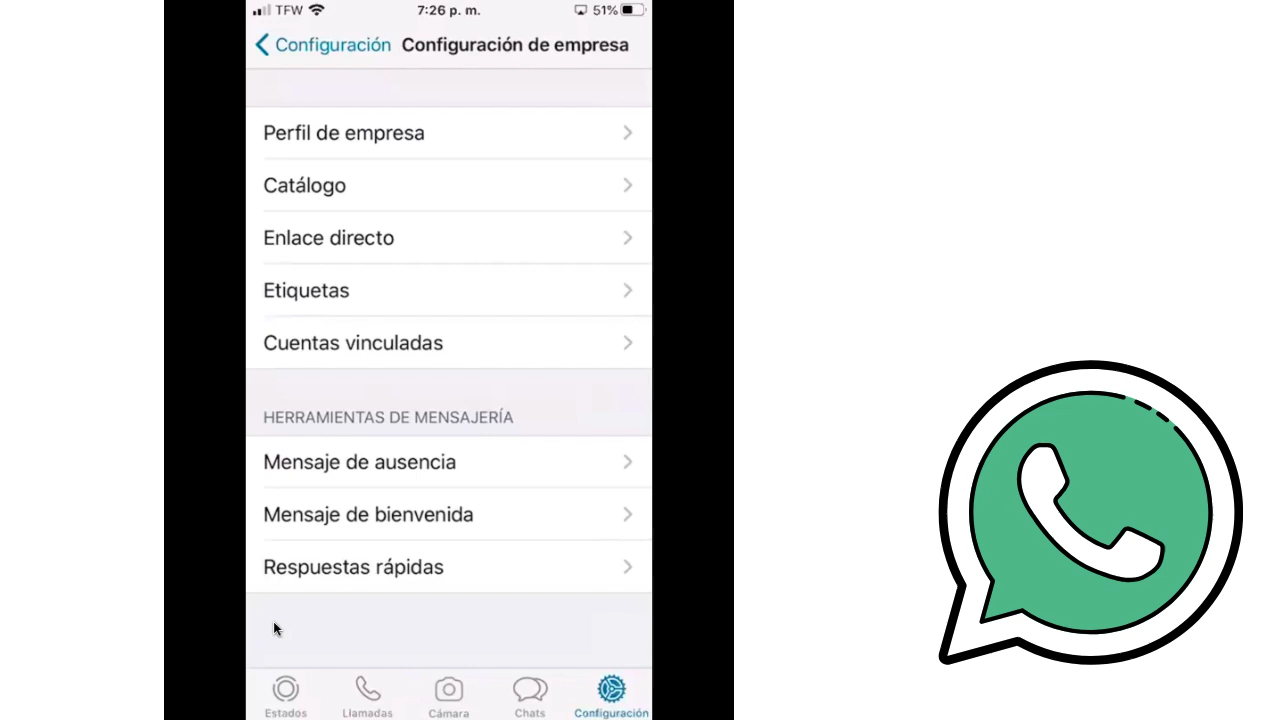 TFW 7:26 p. m. 51%
Configuración Configuración de empresa
Perfil de empresa
Catálogo
Enlace directo
Etiquetas
Cuentas vinculadas
HERRAMIENTAS DE MENSAJERÍA
Mensaje de ausencia
Mensaje de bienvenida
Respuestas rápidas
Estados Llamadas Cámara Chats Configuración